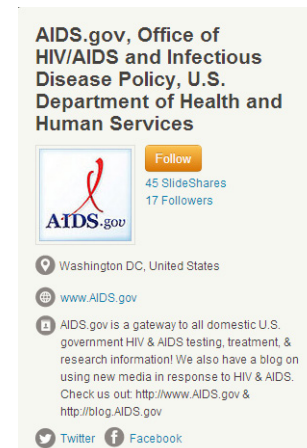 AIDS.gov, Office of
HIV/AIDS and Infectious
Disease Policy, U.S.
Department of Health and
Human Services
AIDS.gov
Follow
45 SlideShares
17 Followers
Washington DC, United States
www.AIDS.gov
AIDS.gov is a gateway to all domestic U.S.
government HIV & AIDS testing, treatment, &
research information! We also have a blog on
using new media in response to HIV & AIDS.
Check us out: http://www.AIDS.gov &
http://blog.AIDS.gov
Twitter Facebook